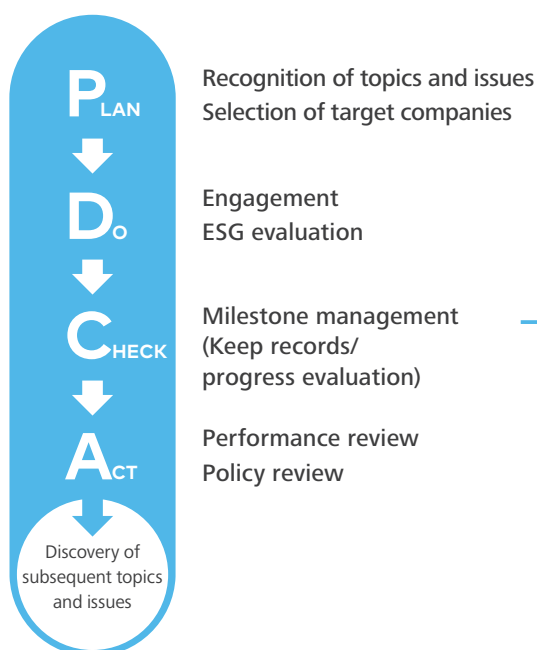 PLAN
Recognition of topics and issues
Selection of target companies
DO
Engagement
ESG evaluation
CHECK
Milestone management
(Keep records/
progress evaluation)
ACT
Performance review
Policy review
Discovery of
subsequent topics
and issues